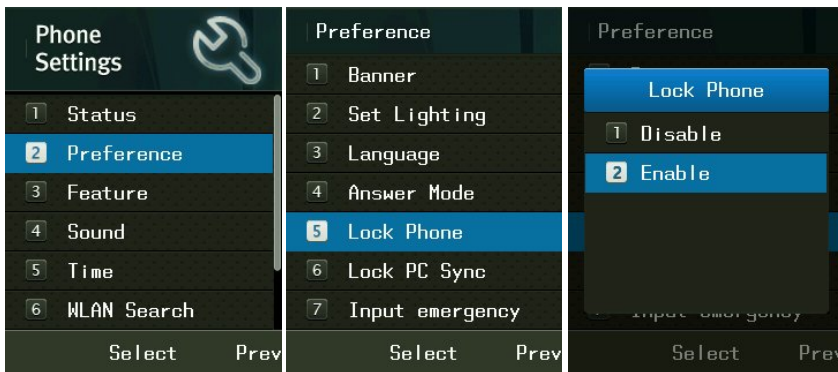 Phone
Settings
1 Status
2 Preference
3 Feature
4 Sound
5 Time
6 WLAN Search
Select Prev
Preference
1 Banner
2 Set Lighting
3 Language
4 Answer Mode
5 Lock Phone
6 Lock PC Sync
7 Input emergency
Select Prev
Preference
Lock Phone
1 Disable
2 Enable
Input emergency
Select Prev